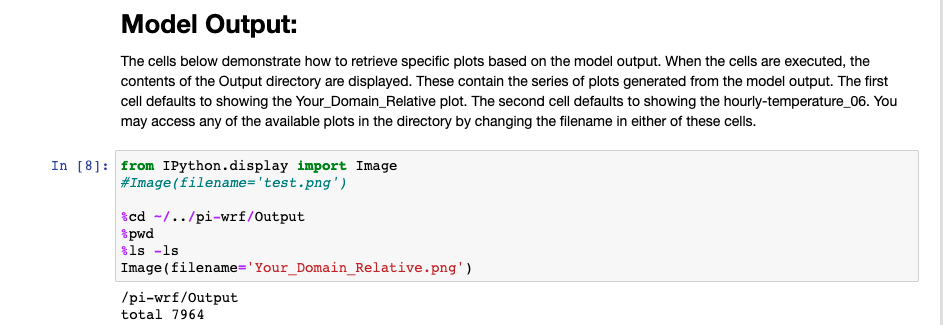 Model Output:
The cells below demonstrate how to retrieve specific plots based on the model output. When the cells are executed, the
contents of the Output directory are displayed. These contain the series of plots generated from the model output. The first
cell defaults to showing the Your_Domain_Relative plot. The second cell defaults to showing the hourly-temperature_06. You
may access any of the available plots in the directory by changing the filename in either of these cells.
In [8]: from IPython.display import Image
#Image(filename='test.png')
%cd ~/../pi-wrf/Output
%pwd
%ls -ls
Image(filename='Your_Domain_Relative.png')
/pi-wrf/Output
total 7964